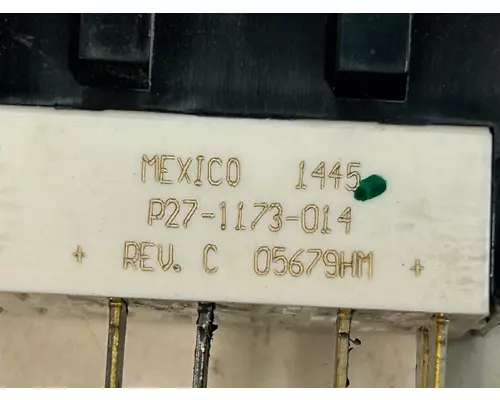 MEXICO 1445
P27-1173-014
+ REV. C 05679HM +